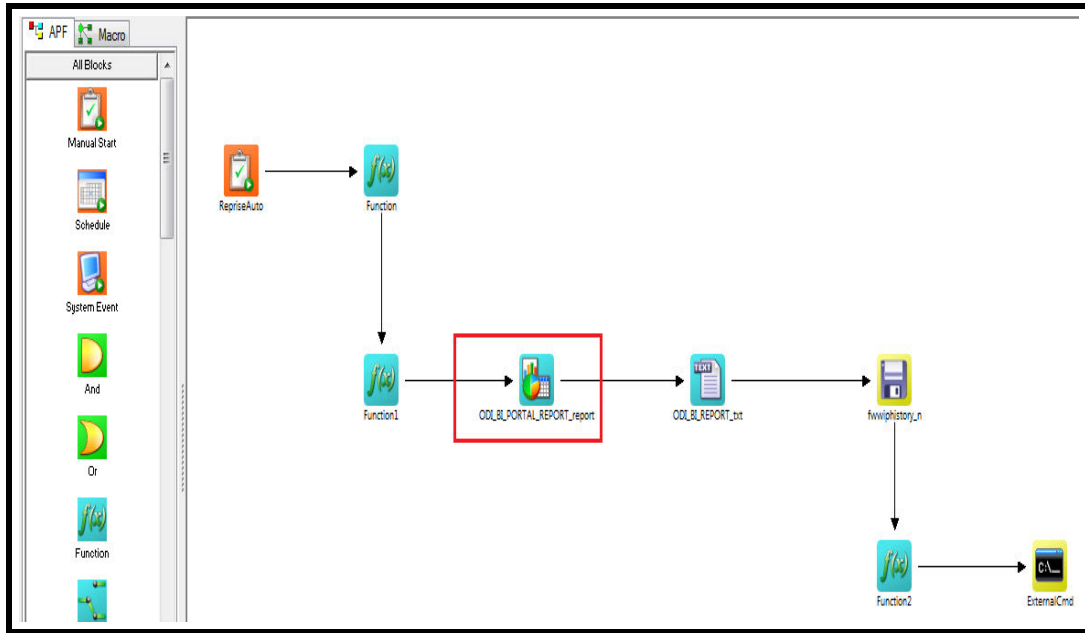 APF
Macro
All Blocks
Manual Start
Schedule
System Event
And
Or
f(x)
Function
RepriseAuto
f(x)
Function
f(x)
Function1
ODI_BI_PORTAL_REPORT_report
TEXT
ODI_BI_REPORT_txt
fwwiphistory_n
f(x)
Function2
C:\_
ExternalCmd